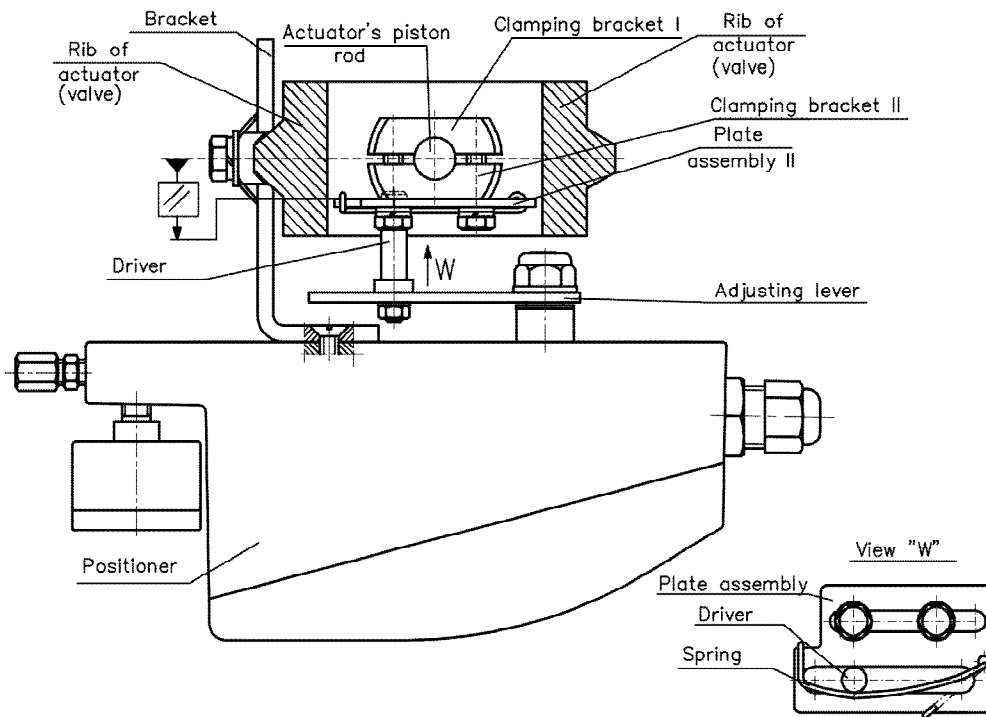 Bracket
Actuator's piston
rod
Clamping bracket I
Rib of
actuator
(valve)
Rib of
actuator
(valve)
Clamping bracket II
Plate
assembly II
Driver
W
Adjusting lever
Positioner
View "W"
Plate assembly
Driver
Spring